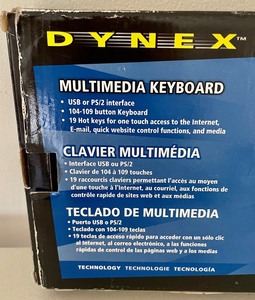 DYNEX™
MULTIMEDIA KEYBOARD
• USB or PS/2 interface
• 104-109 button Keyboard
• 19 Hot keys for one touch access to the Internet,
E-mail, quick website control functions, and media
CLAVIER MULTIMÉDIA
• Interface USB ou PS/2
• Clavier de 104 à 109 touches
• 19 raccourcis claviers permettant l'accès au moyen
d'une touche à l'Internet, au courriel, aux fonctions de
contrôle rapide de sites web et aux médias
TECLADO DE MULTIMEDIA
• Puerto USB o PS/2
• Teclado con 104-109 teclas
• 19 teclas de acceso rápido para acceder con un sólo clic
al Internet, al correo electrónico, a las funciones
rápidas de control de las páginas web y a los medios
TECHNOLOGY TECHNOLOGIE TECNOLOGÍA